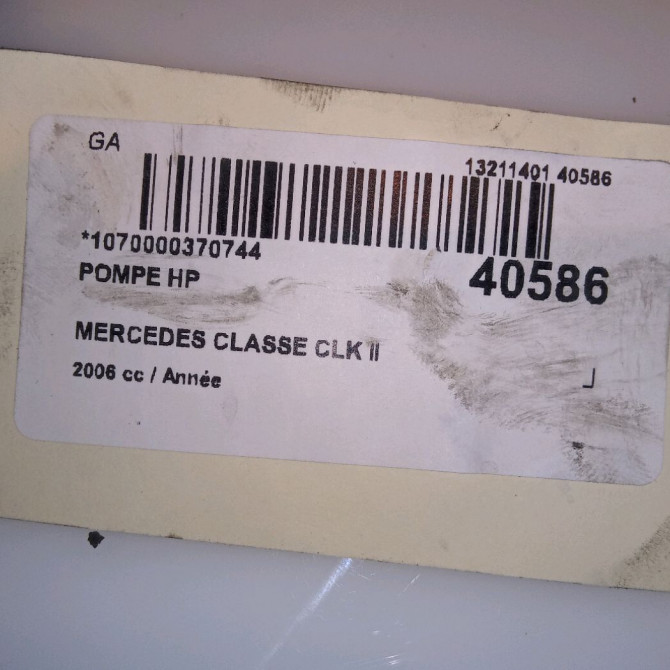 GA
13211401 40586
*1070000370744
40586
POMPE HP
MERCEDES CLASSE CLK II
2006 cc / Année